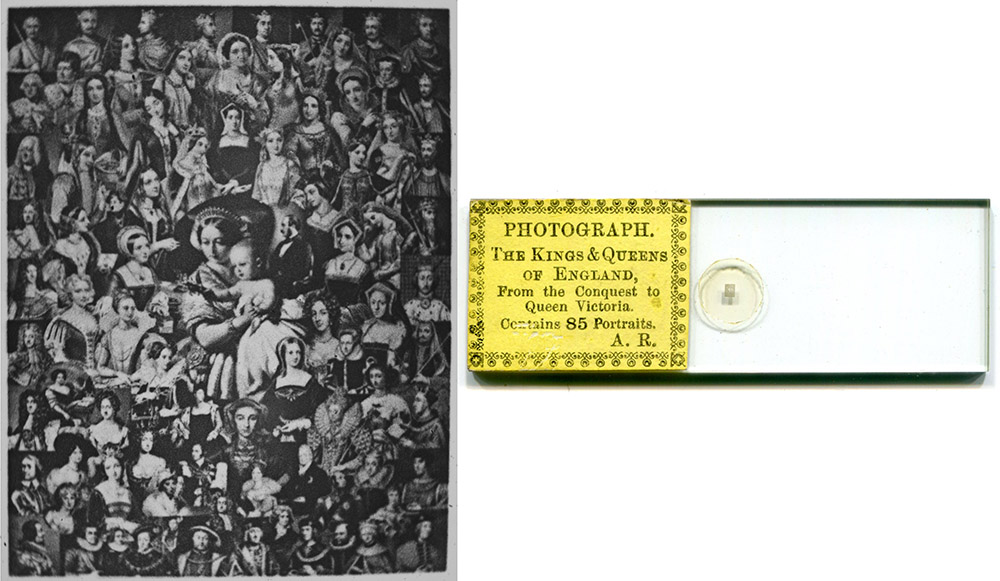 PHOTOGRAPH.
THE KINGS & QUEENS
OF ENGLAND,
From the Conquest to
Queen Victoria.
Contains 85 Portraits.
A. R.